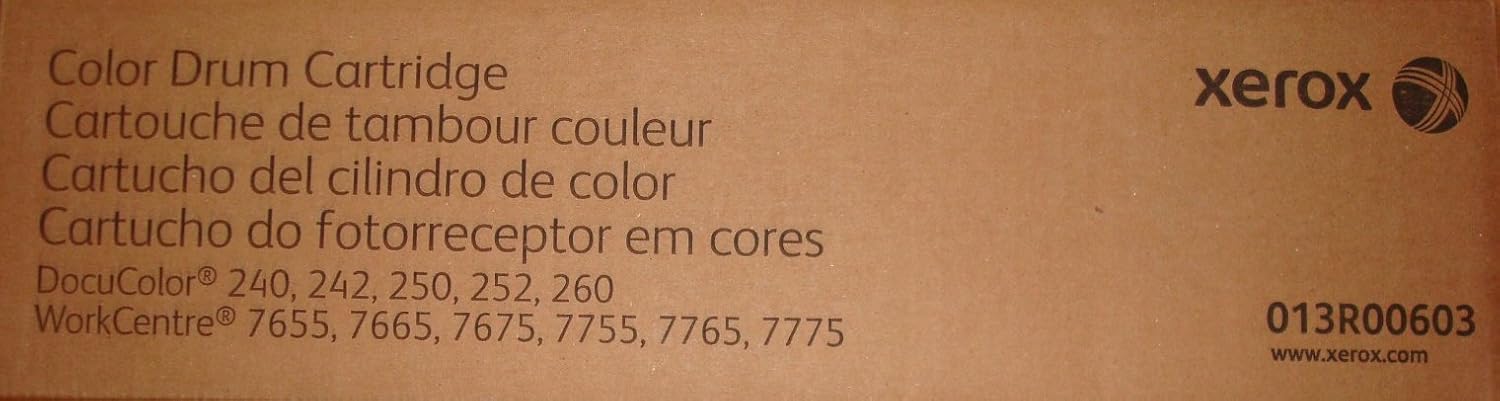 Color Drum Cartridge
Cartouche de tambour couleur
Cartucho del cilindro de color
Cartucho do fotorreceptor em cores
DocuColor® 240, 242, 250, 252, 260
WorkCentre® 7655, 7665, 7675, 7755, 7765, 7775
xerox
013R00603
www.xerox.com